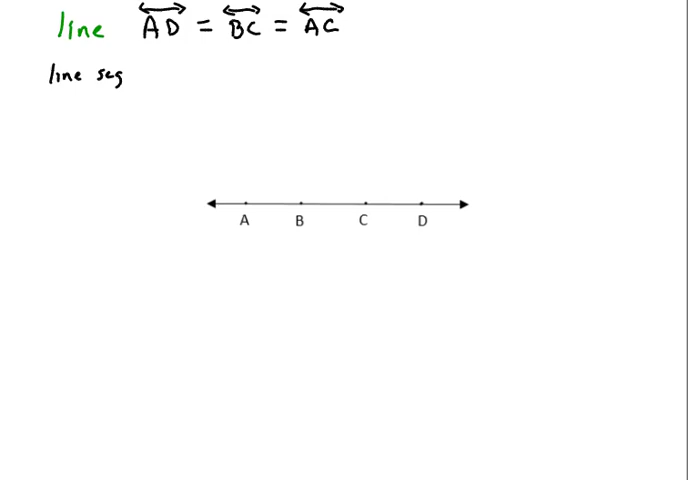 line AD = BC = AC
line seg
A B C D